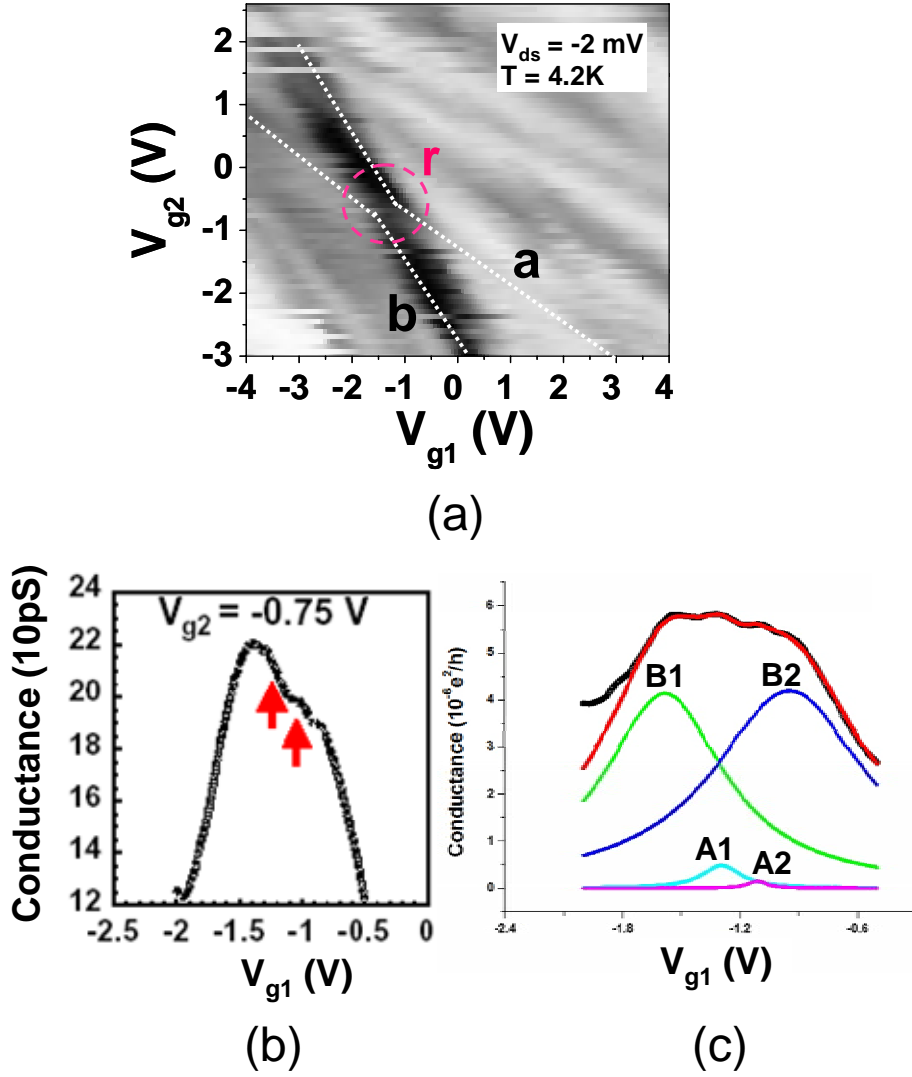 V_ds = -2 mV
T = 4.2K
r
a
b
V_g2 (V)
2
1
0
-1
-2
-3
-4 -3 -2 -1 0 1 2 3 4
V_g1 (V)
(a)
Conductance (10pS)
24
22
20
18
16
14
12
V_g2 = -0.75 V
-2.5 -2 -1.5 -1 -0.5 0
V_g1 (V)
(b)
Conductance (10^-6 e^2/h)
6
5
4
3
2
1
0
B1
B2
A1
A2
-2.4 -1.8 -1.2 -0.6
V_g1 (V)
(c)